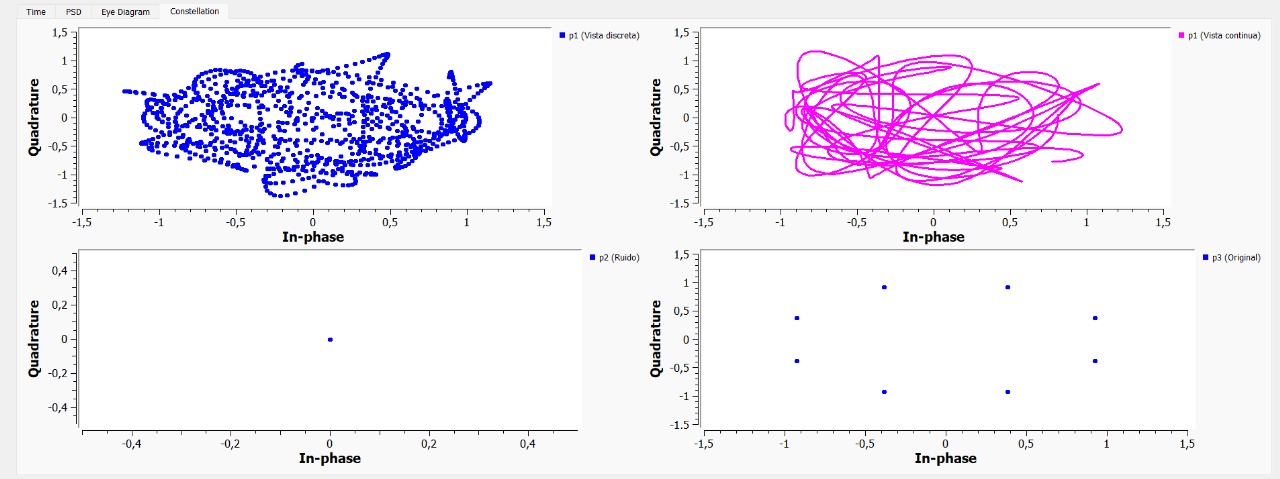 Time PSD Eye Diagram Constellation
1,5
1
0,5
0
-0,5
-1
-1.5
Quadrature
-1,5 -1 -0,5 0 0,5 1 1,5
In-phase
p1 (Vista discreta)
1,5
1
0,5
0
-0,5
-1
-1.5
Quadrature
-1,5 -1 -0,5 0 0,5 1 1,5
In-phase
p1 (Vista continua)
0,4
0,2
0
-0,2
-0,4
Quadrature
-0,4 -0,2 0 0,2 0,4
In-phase
p2 (Ruido)
1,5
1
0,5
0
-0,5
-1
-1.5
Quadrature
-1,5 -1 -0,5 0 0,5 1 1,5
In-phase
p3 (Original)